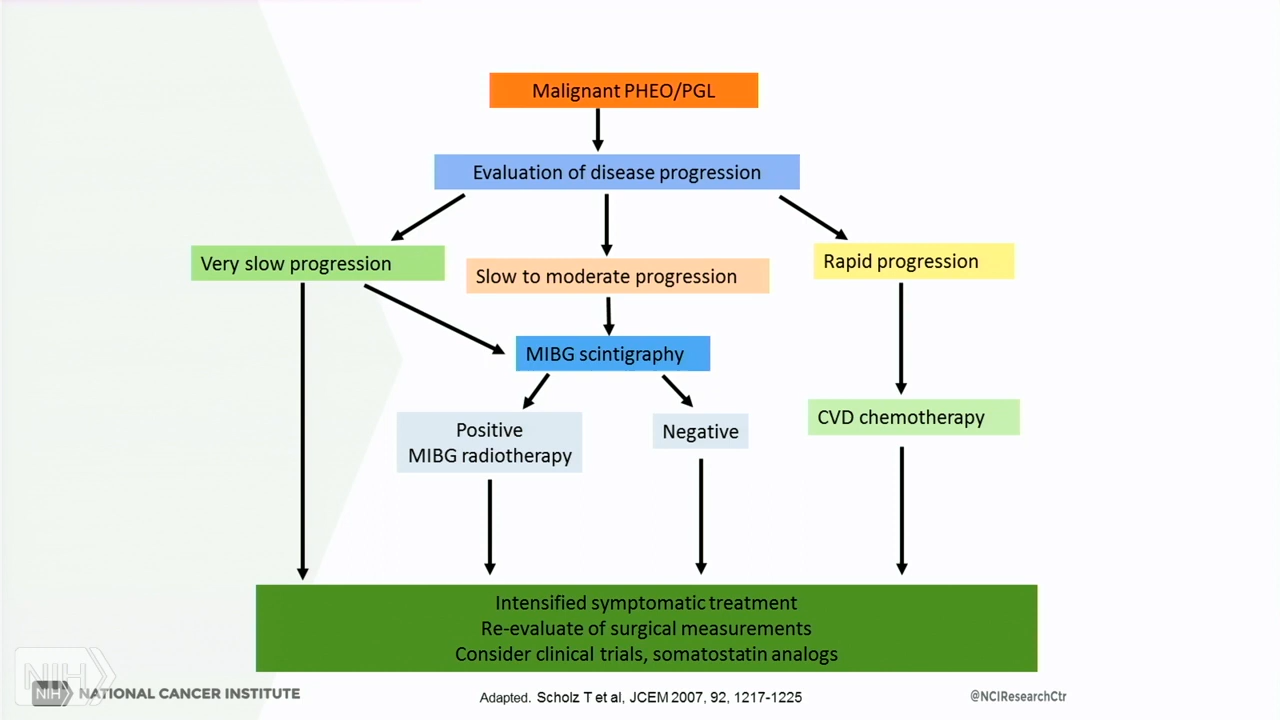 Malignant PHEO/PGL
Evaluation of disease progression
Very slow progression
Slow to moderate progression
Rapid progression
MIBG scintigraphy
Positive
MIBG radiotherapy
Negative
CVD chemotherapy
Intensified symptomatic treatment
Re-evaluate of surgical measurements
Consider clinical trials, somatostatin analogs
NIH
NIH NATIONAL CANCER INSTITUTE
Adapted. Scholz T et al, JCEM 2007, 92, 1217-1225
@NCIResearchCtr